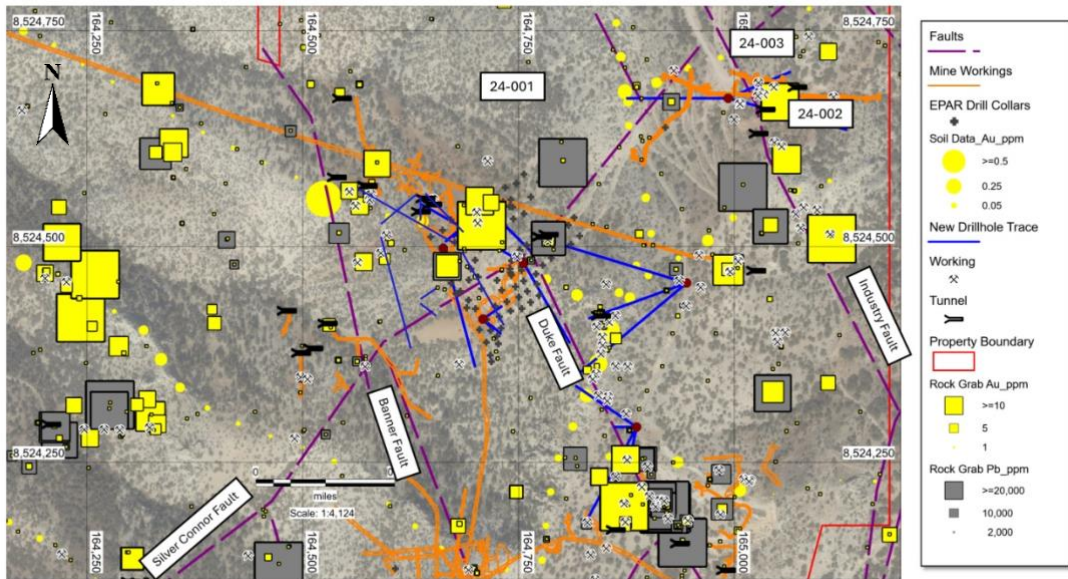 8,524,750
164,250
164,500
164,750
165,000
8,524,750
24-003
24-001
24-002
N
8,524,500
8,524,500
Duke Fault
Industry Fault
Banner Fault
8,524,250
8,524,250
0
0
miles
Scale: 1:4,124
Silver Connor Fault
164,250
164,500
164,750
165,000
Faults
Mine Workings
EPAR Drill Collars
Soil Data_Au_ppm
>=0.5
0.25
0.05
New Drillhole Trace
Working
Tunnel
Property Boundary
Rock Grab Au_ppm
>=10
5
1
Rock Grab Pb_ppm
>=20,000
10,000
2,000